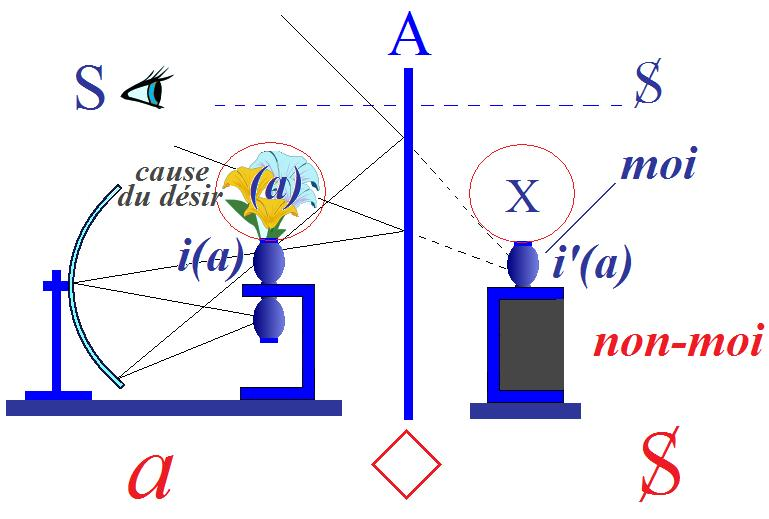 A
S
$
cause
du désir
(a)
X
moi
i(a)
i'(a)
non-moi
a
◇
$